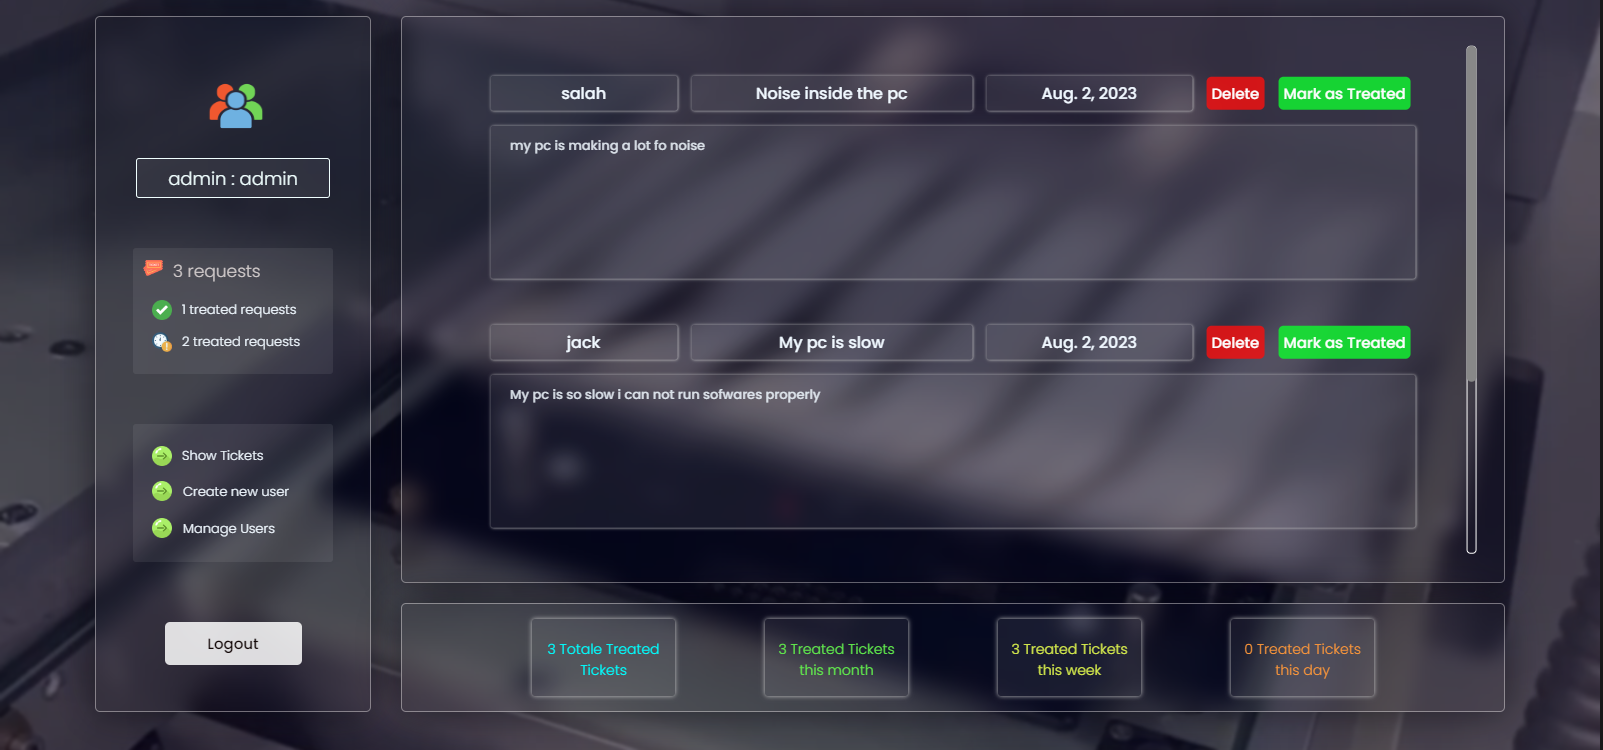 admin : admin
3 requests
1 treated requests
2 treated requests
Show Tickets
Create new user
Manage Users
Logout
salah
Noise inside the pc
Aug. 2, 2023
Delete
Mark as Treated
my pc is making a lot fo noise
jack
My pc is slow
Aug. 2, 2023
Delete
Mark as Treated
My pc is so slow i can not run sofwares properly
3 Totale Treated
Tickets
3 Treated Tickets
this month
3 Treated Tickets
this week
0 Treated Tickets
this day